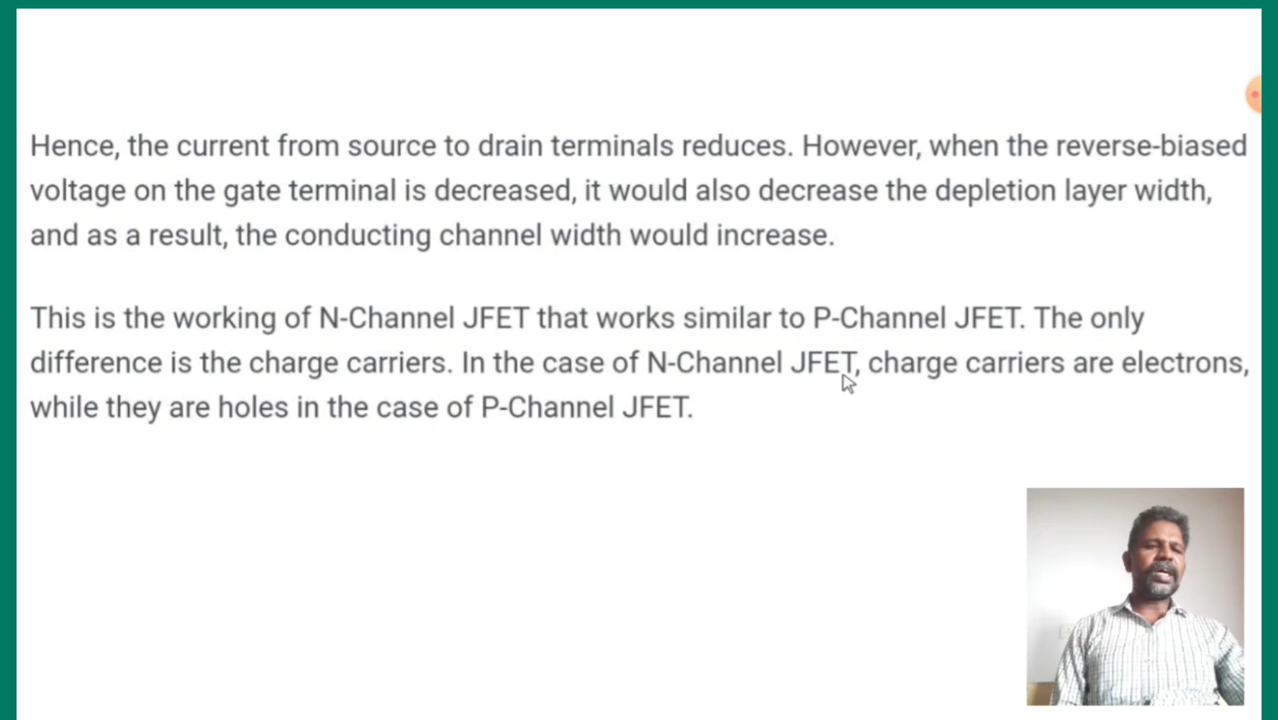 Hence, the current from source to drain terminals reduces. However, when the reverse-biased
voltage on the gate terminal is decreased, it would also decrease the depletion layer width,
and as a result, the conducting channel width would increase.
This is the working of N-Channel JFET that works similar to P-Channel JFET. The only
difference is the charge carriers. In the case of N-Channel JFET, charge carriers are electrons,
while they are holes in the case of P-Channel JFET.